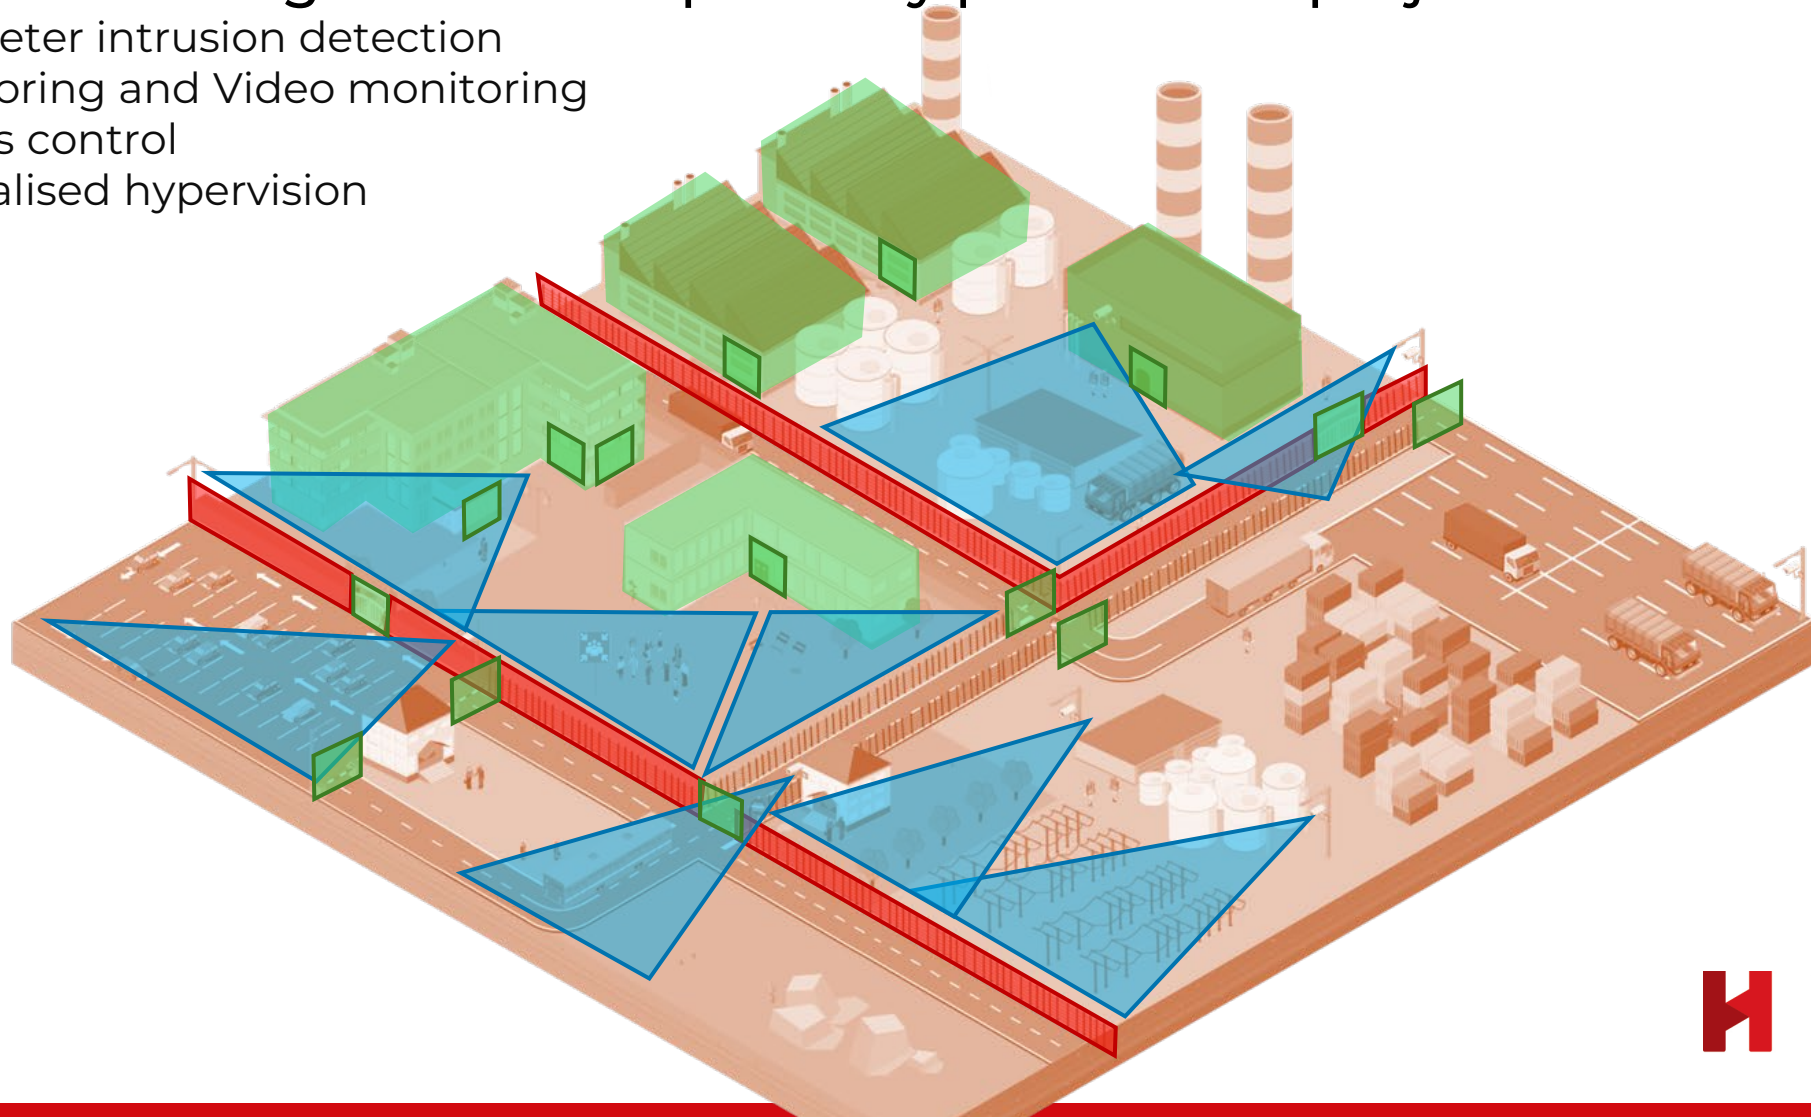 eter intrusion detection
oring and Video monitoring
s control
alised hypervision